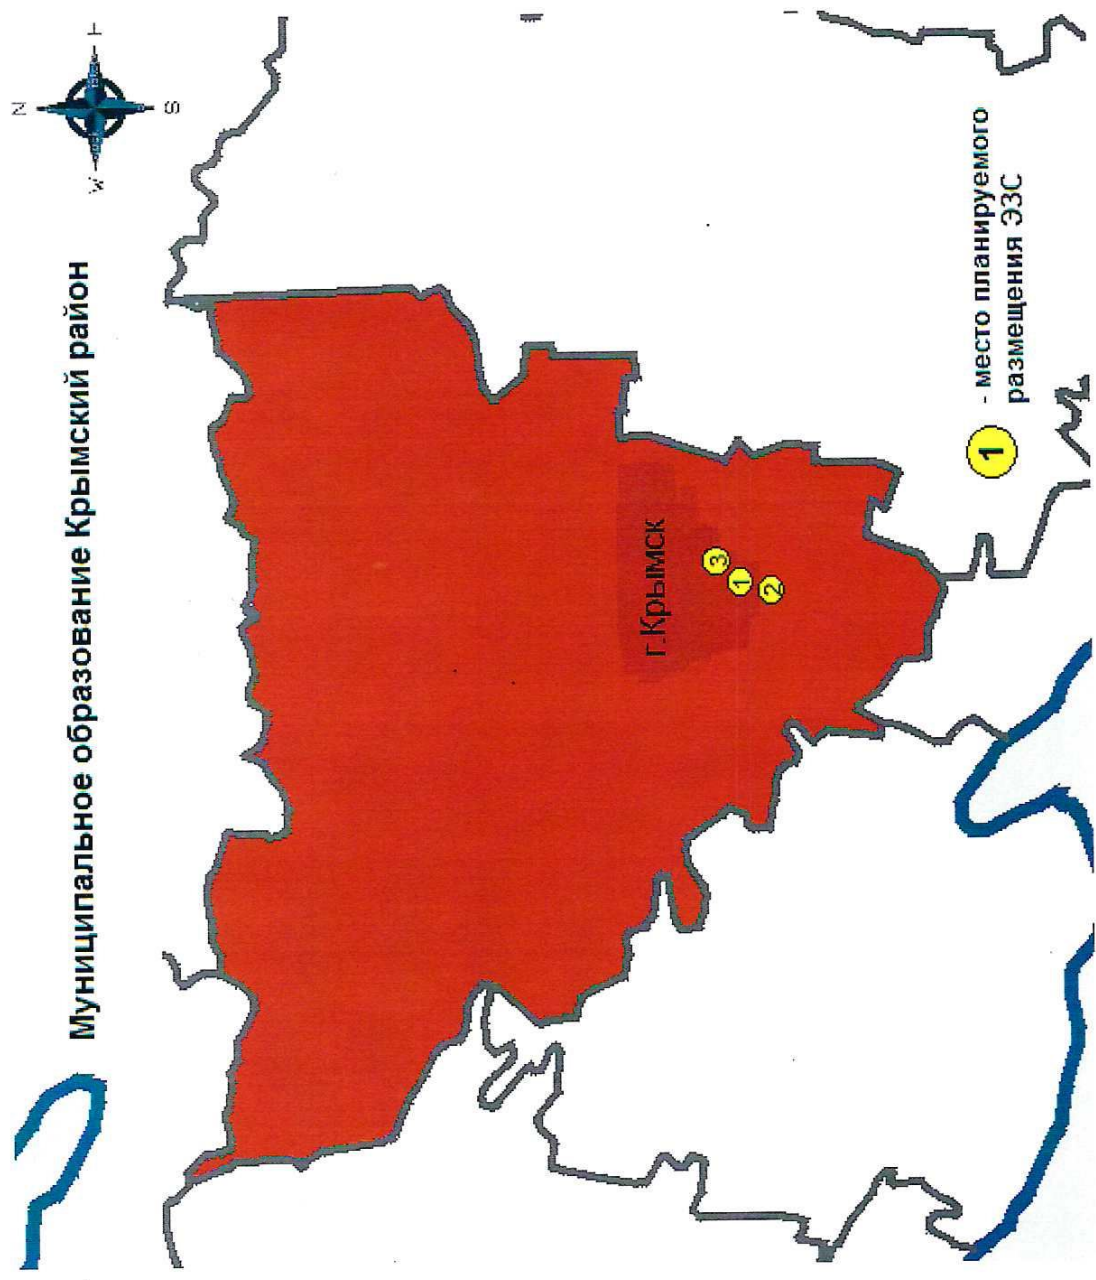 Муниципальное образование Крымский район
N
W
S
г.Крымск
3
1
2
1
- место планируемого
размещения ЭЗС